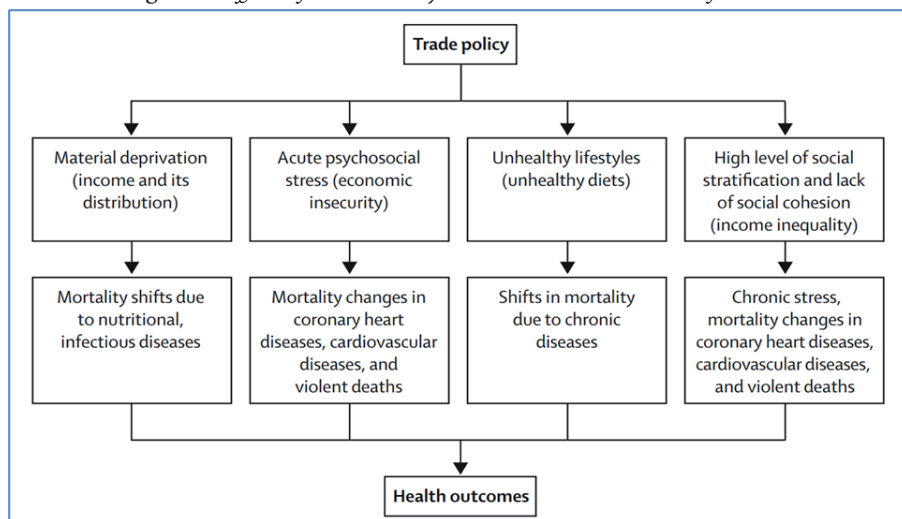 Trade policy
Material deprivation
(income and its
distribution)
Acute psychosocial
stress (economic
insecurity)
Unhealthy lifestyles
(unhealthy diets)
High level of social
stratification and lack
of social cohesion
(income inequality)
Mortality shifts due
to nutritional,
infectious diseases
Mortality changes in
coronary heart
diseases, cardiovascular
diseases, and
violent deaths
Shifts in mortality
due to chronic
diseases
Chronic stress,
mortality changes in
coronary heart diseases,
cardiovascular diseases,
and violent deaths
Health outcomes